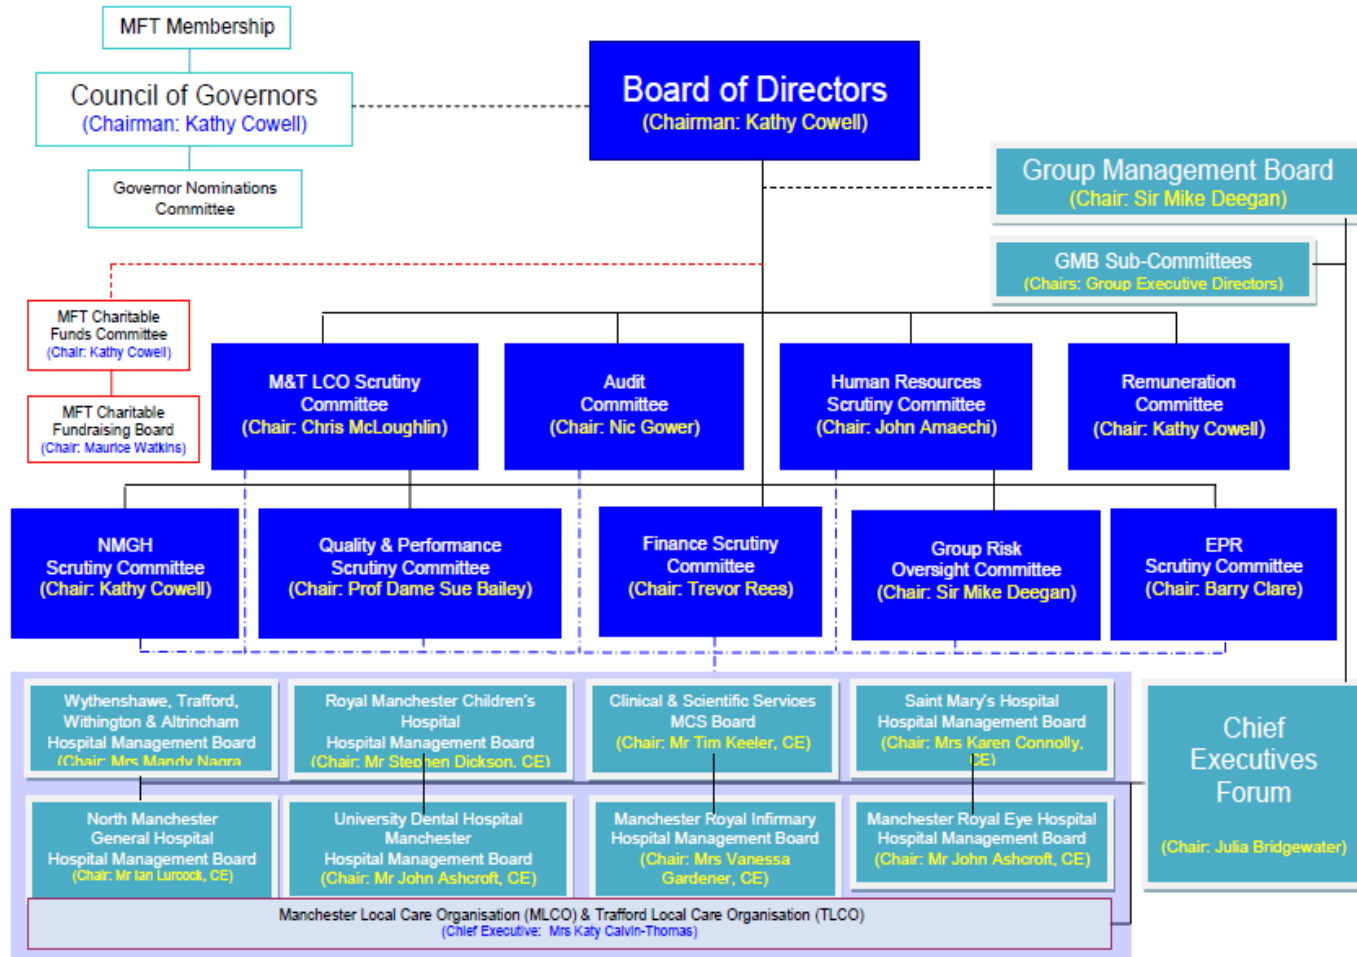 MFT Membership
Council of Governors
(Chairman: Kathy Cowell)
Governor Nominations
Committee
Board of Directors
(Chairman: Kathy Cowell)
Group Management Board
(Chair: Sir Mike Deegan)
GMB Sub-Committees
(Chairs: Group Executive Directors)
MFT Charitable
Funds Committee
(Chair: Kathy Cowell)
MFT Charitable
Fundraising Board
(Chair: Maurice Watkins)
M&T LCO Scrutiny
Committee
(Chair: Chris McLoughlin)
Audit
Committee
(Chair: Nic Gower)
Human Resources
Scrutiny Committee
(Chair: John Amaechi)
Remuneration
Committee
(Chair: Kathy Cowell)
NMGH
Scrutiny Committee
(Chair: Kathy Cowell)
Quality & Performance
Scrutiny Committee
(Chair: Prof Dame Sue Bailey)
Finance Scrutiny
Committee
(Chair: Trevor Rees)
Group Risk
Oversight Committee
(Chair: Sir Mike Deegan)
EPR
Scrutiny Committee
(Chair: Barry Clare)
Wythenshawe, Trafford,
Withington & Altrincham
Hospital Management Board
(Chair: Mrs Mandy Nagra,
Royal Manchester Children's
Hospital
Hospital Management Board
(Chair: Mr Stephen Dickson, CE)
Clinical & Scientific Services
MCS Board
(Chair: Mr Tim Keeler, CE)
Saint Mary's Hospital
Hospital Management Board
(Chair: Mrs Karen Connolly,
CE)
North Manchester
General Hospital
Hospital Management Board
(Chair: Mr Ian Lurcock, CE)
University Dental Hospital
Manchester
Hospital Management Board
(Chair: Mr John Ashcroft, CE)
Manchester Royal Infirmary
Hospital Management Board
(Chair: Mrs Vanessa
Gardener, CE)
Manchester Royal Eye Hospital
Hospital Management Board
(Chair: Mr John Ashcroft, CE)
Chief
Executives
Forum
(Chair: Julia Bridgewater)
Manchester Local Care Organisation (MLCO) & Trafford Local Care Organisation (TLCO)
(Chief Executive: Mrs Katy Calvin-Thomas)